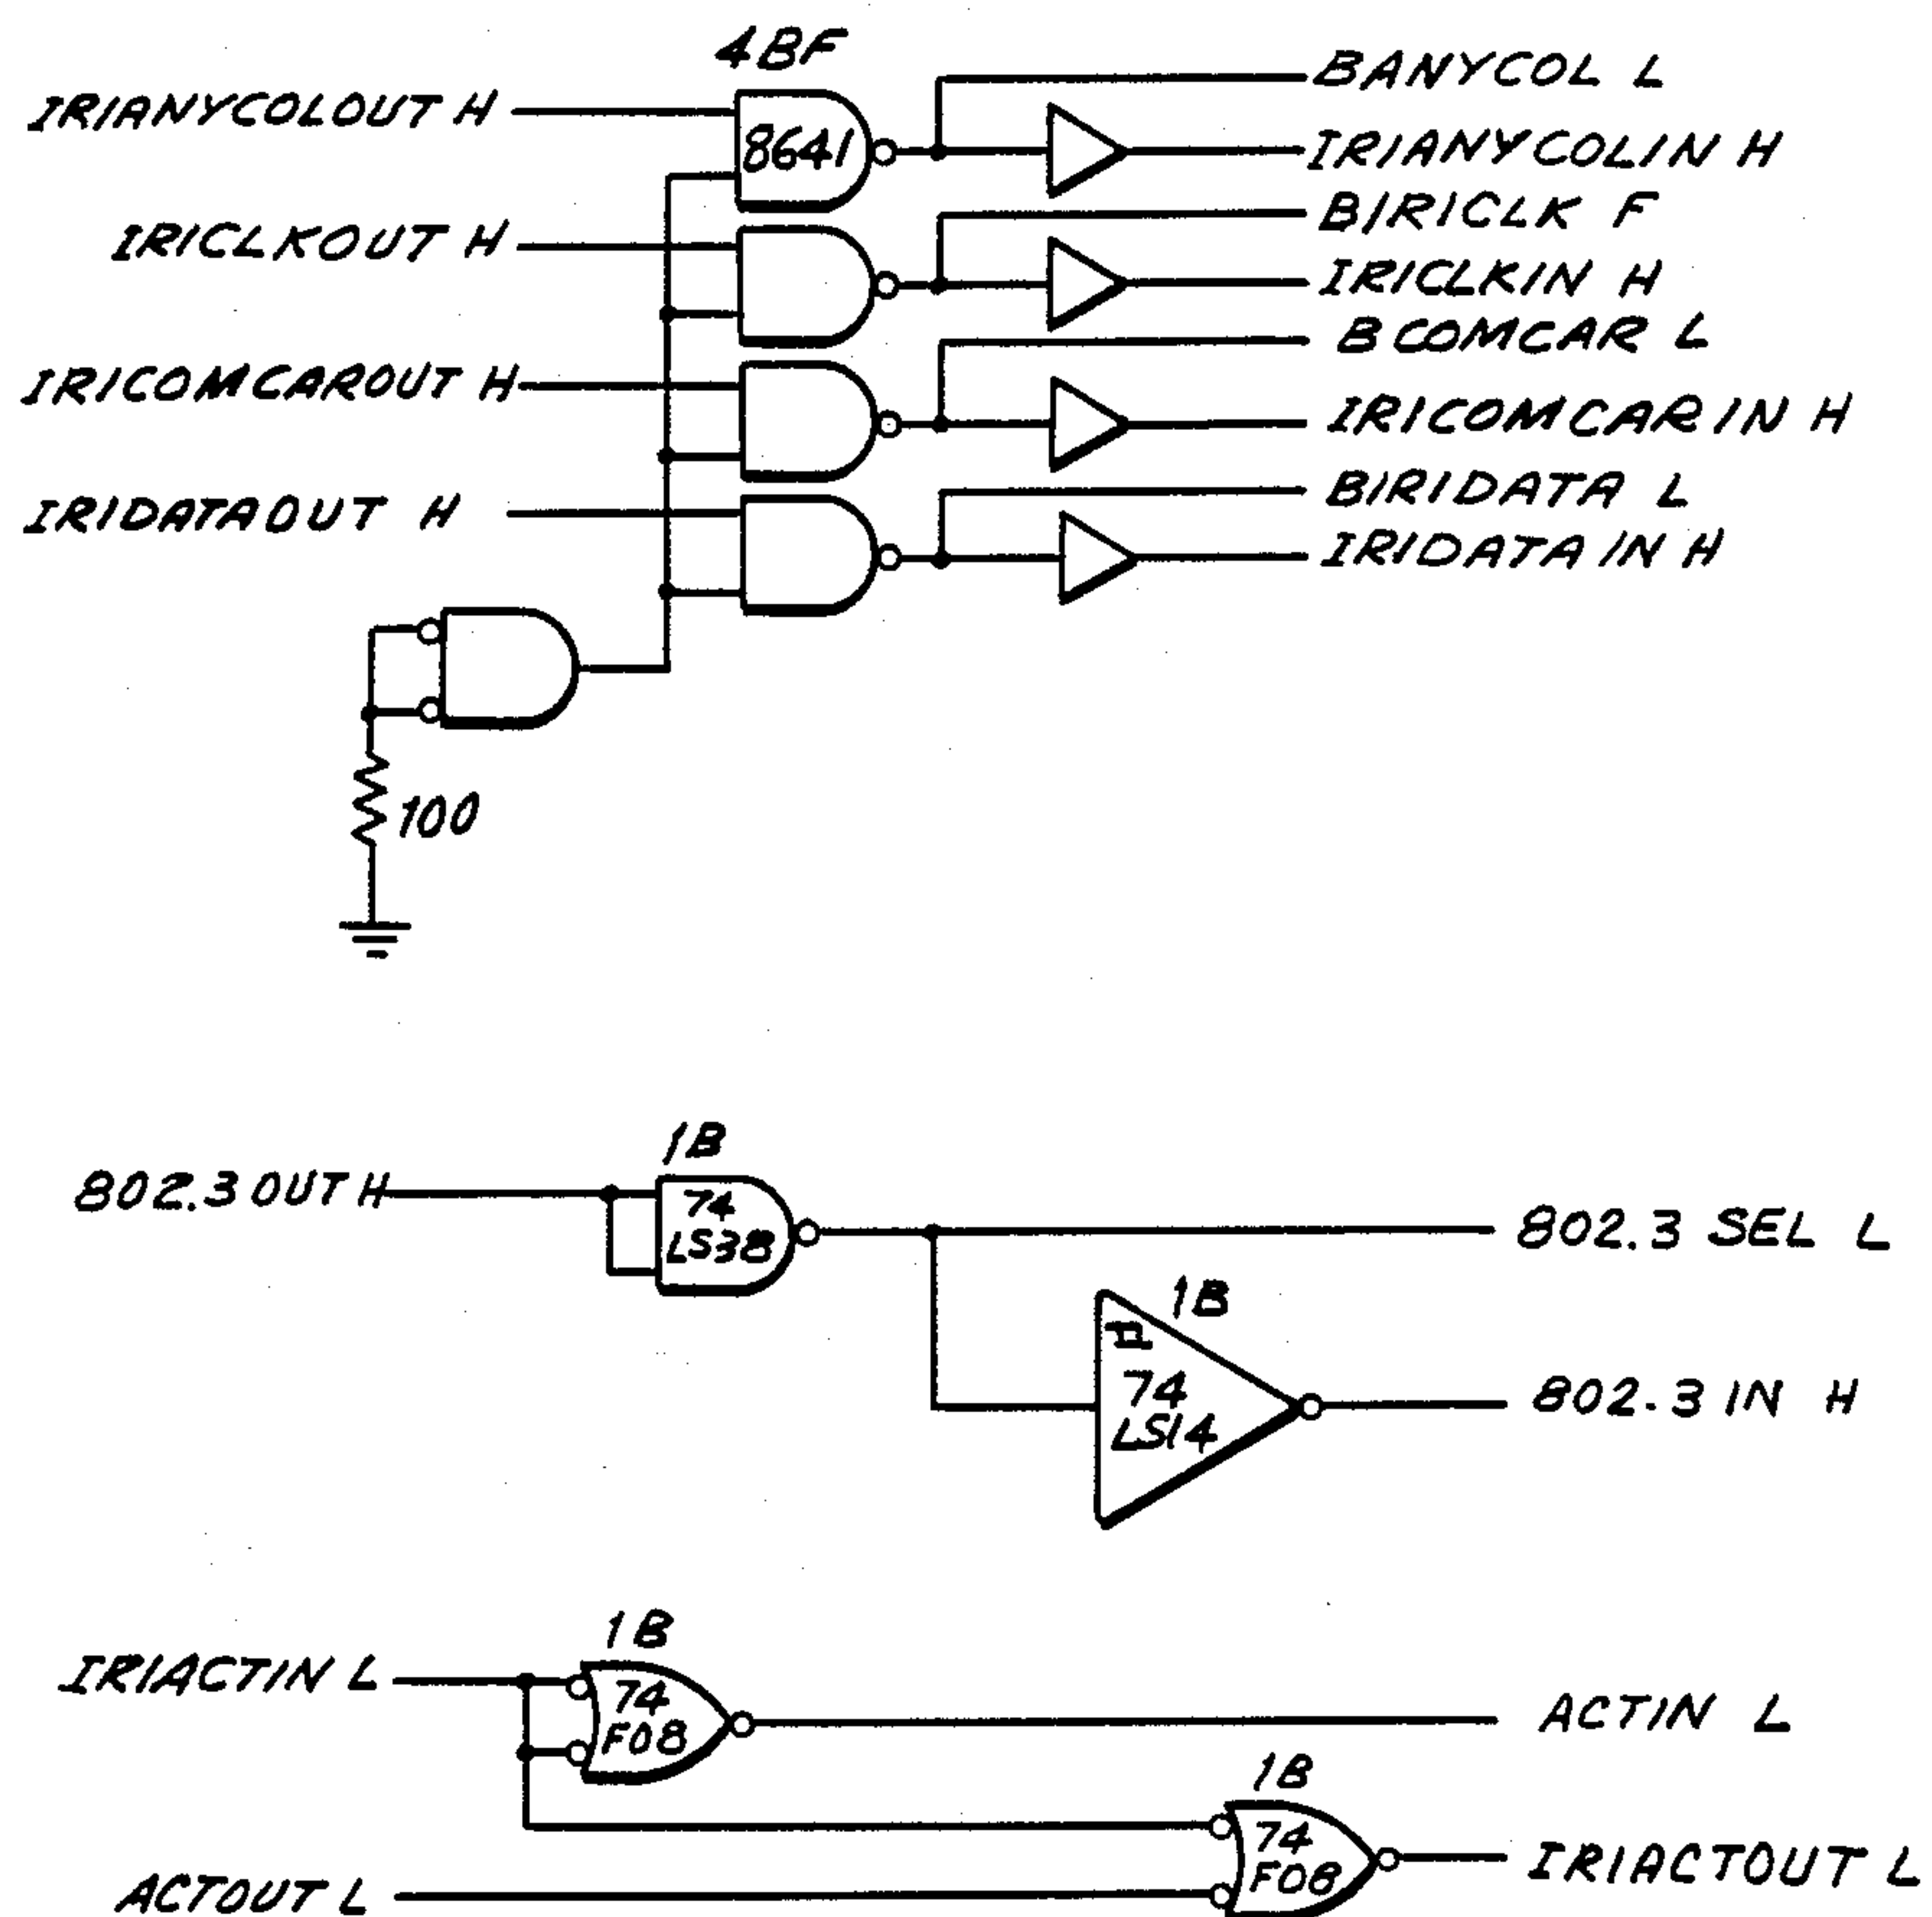 4BF
BANYCOL L
IRIANYCOLOUT H
8641
IRIANYCOLIN H
BIRICLK F
IRICLKOUT H
IRICLKIN H
BCOMCAR L
IRICOMCAROUT H
IRICOMCARIN H
BIRIDATA L
IRIDATAOUT H
IRIDATAIN H
100
1B
802.3 OUT H
74
LS38
802.3 SEL L
1B
74
LS14
802.3 IN H
1B
IRIACTIN L
74
F08
ACTIN L
1B
74
F08
IRIACTOUT L
ACTOUT L